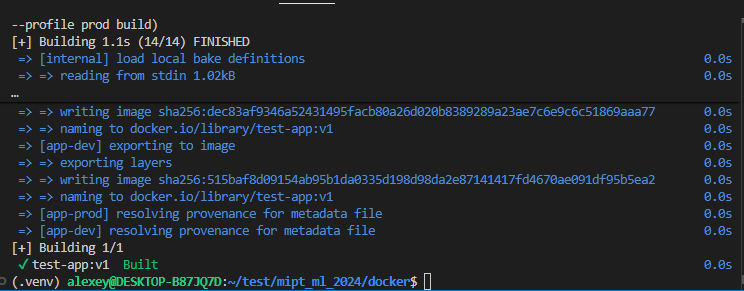 --profile prod build)
[+] Building 1.1s (14/14) FINISHED
=> [internal] load local bake definitions 0.0s
=> => reading from stdin 1.02kB 0.0s
…
=> => writing image sha256:dec83af9346a52431495facb80a26d020b8389289a23ae7c6e9c6c51869aaa77 0.0s
=> => naming to docker.io/library/test-app:v1 0.0s
=> [app-dev] exporting to image 0.0s
=> => exporting layers 0.0s
=> => writing image sha256:515baf8d09154ab95b1da0335d198d98da2e87141417fd4670ae091df95b5ea2 0.0s
=> => naming to docker.io/library/test-app:v1 0.0s
=> [app-prod] resolving provenance for metadata file 0.0s
=> [app-dev] resolving provenance for metadata file 0.0s
[+] Building 1/1
✓ test-app:v1 Built 0.0s
(.venv) alexey@DESKTOP-B87JQ7D:~/test/mipt_ml_2024/docker$